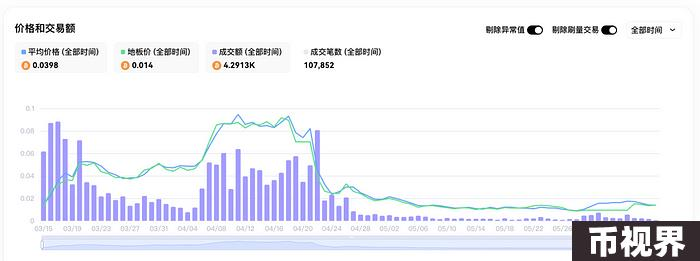 价格和交易额
剔除异常值 剔除刷量交易 全部时间
平均价格 (全部时间) 地板价 (全部时间) 成交额 (全部时间) 成交笔数 (全部时间)
0.0398 0.014 4.2913K 107,852
0.1
0.08
0.06
0.04
0.02
0
03/15 03/19 03/23 03/27 03/31 04/04 04/08 04/12 04/16 04/20 04/24 04/28 05/02 05/06 05/10 05/14 05/18 05/22 05/26
币视界